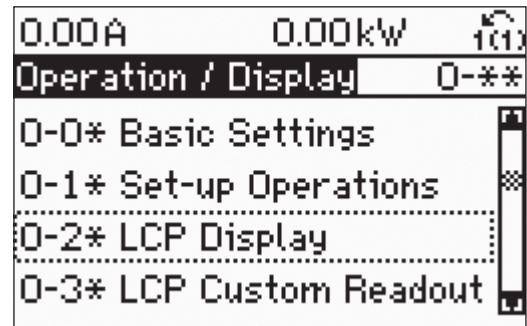 0.00A 0.00kW 1(1)
Operation / Display 0-**
0-0* Basic Settings
0-1* Set-up Operations
0-2* LCP Display
0-3* LCP Custom Readout